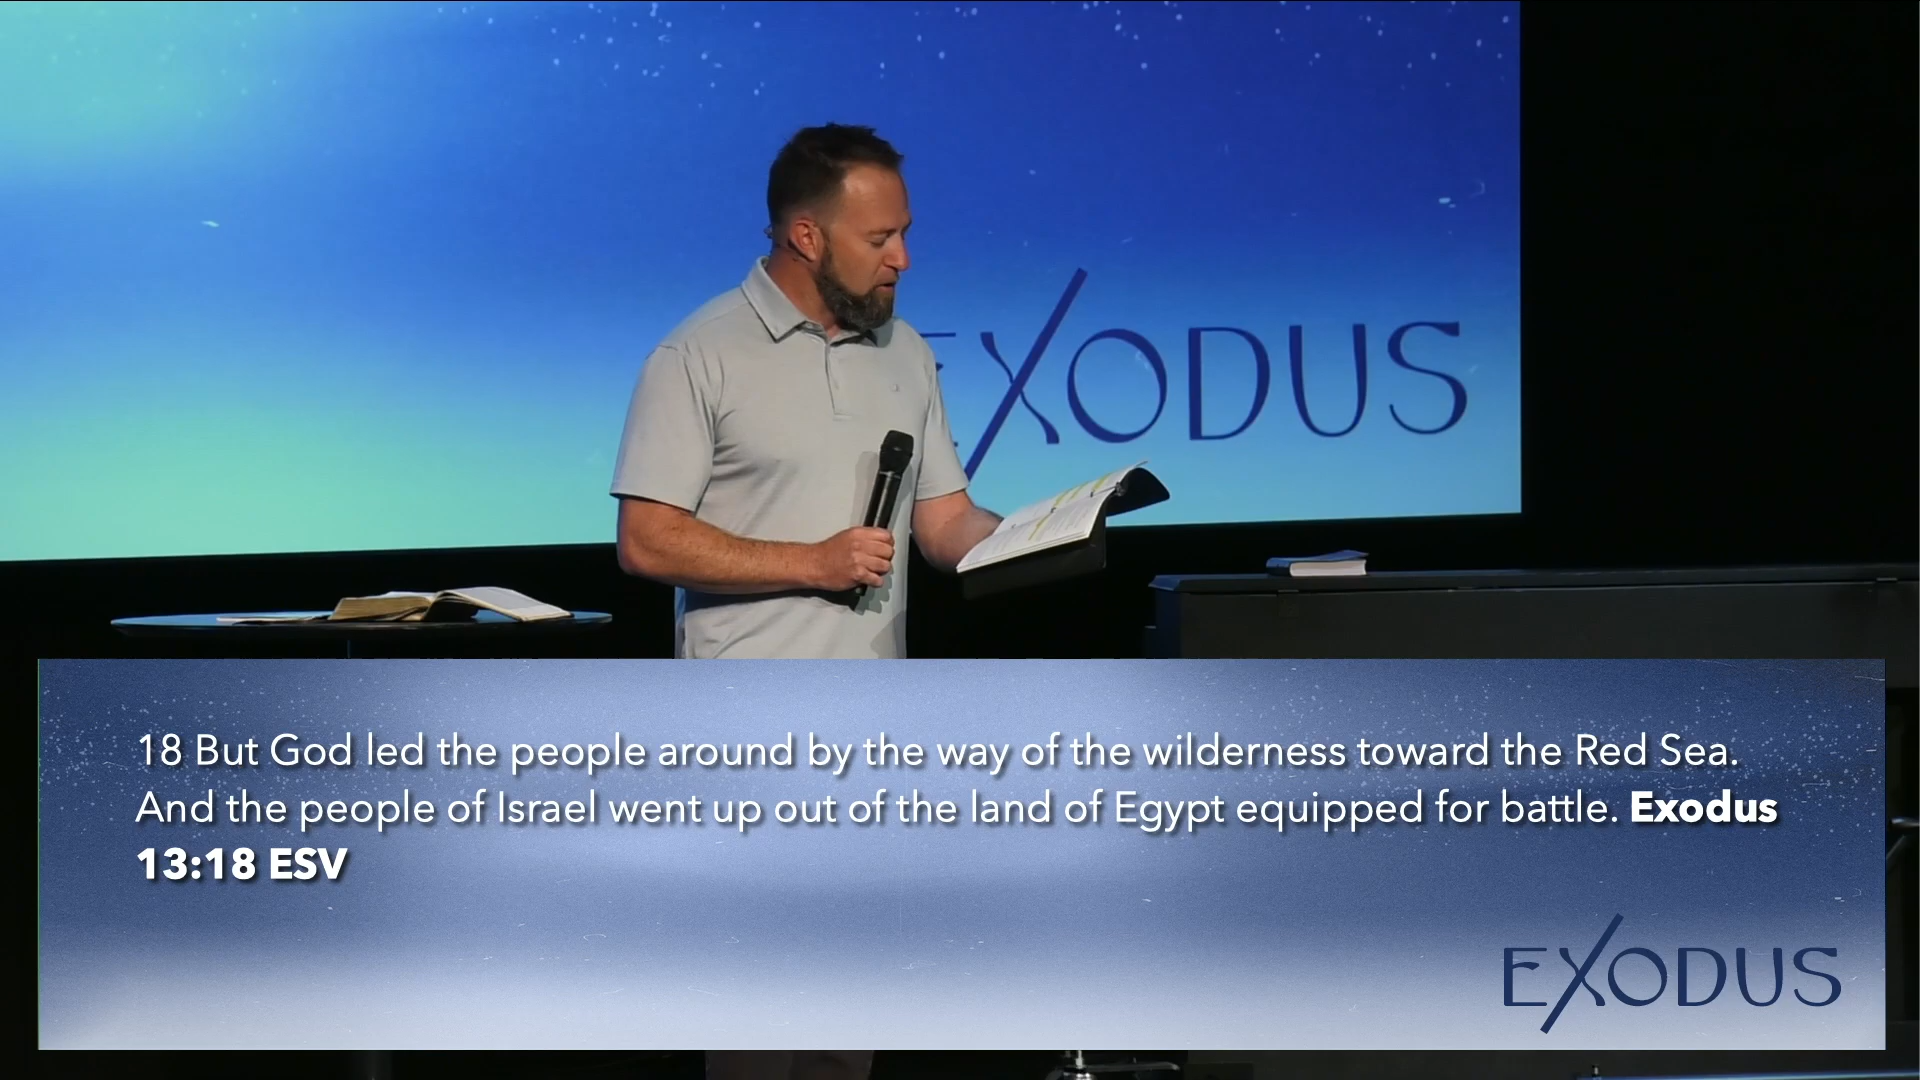 EXODUS
18 But God led the people around by the way of the wilderness toward the Red Sea.
And the people of Israel went up out of the land of Egypt equipped for battle. Exodus
13:18 ESV
EXODUS